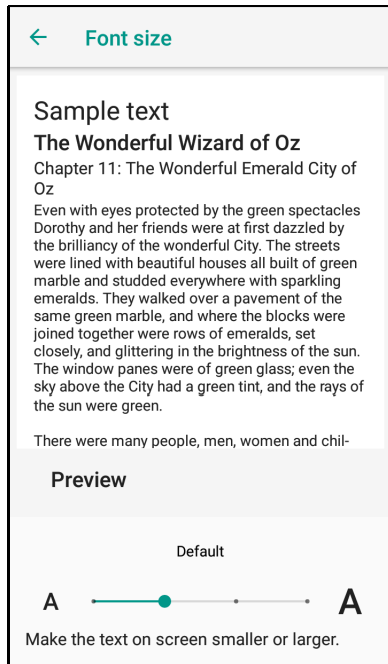 Font size
Sample text
The Wonderful Wizard of Oz
Chapter 11: The Wonderful Emerald City of
Oz
Even with eyes protected by the green spectacles
Dorothy and her friends were at first dazzled by
the brilliancy of the wonderful City. The streets
were lined with beautiful houses all built of green
marble and studded everywhere with sparkling
emeralds. They walked over a pavement of the
same green marble, and where the blocks were
joined together were rows of emeralds, set
closely, and glittering in the brightness of the sun.
The window panes were of green glass; even the
sky above the City had a green tint, and the rays of
the sun were green.
There were many people, men, women and chil-
Preview
Default
A A
Make the text on screen smaller or larger.